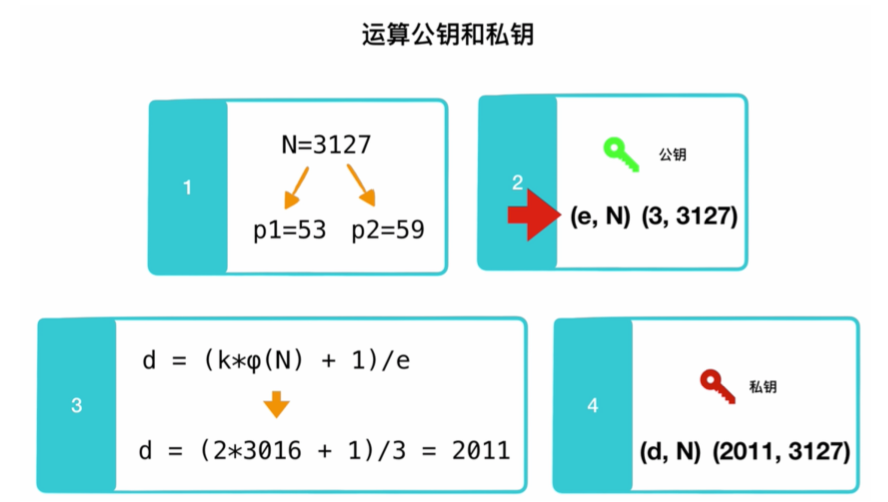 运算公钥和私钥
1
N=3127
p1=53 p2=59
2
公钥
(e, N) (3, 3127)
3
d = (k*φ(N) + 1)/e
d = (2*3016 + 1)/3 = 2011
4
私钥
(d, N) (2011, 3127)